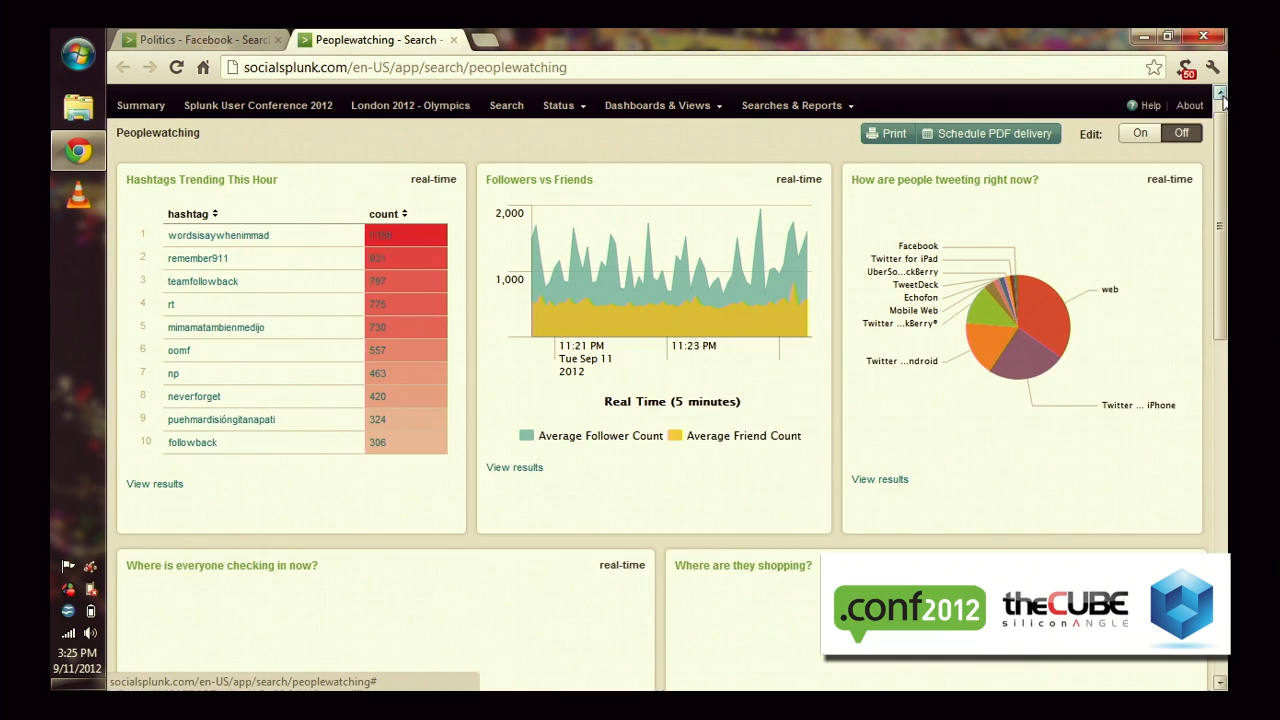 Politics - Facebook - Searc
Peoplewatching - Search -
socialsplunk.com/en-US/app/search/peoplewatching
50
Summary
Splunk User Conference 2012
London 2012 - Olympics
Search
Status
Dashboards & Views
Searches & Reports
Help | About
Peoplewatching
Print
Schedule PDF delivery
Edit: On Off
Hashtags Trending This Hour real-time
hashtag count
1 wordsisaywhenimmad
2 remember911 931
3 teamfollowback 797
4 rt 775
5 mimamatambienmedijo 730
6 oomf 557
7 np 463
8 neverforget 420
9 puehmardisióngitanapati 324
10 followback 306
View results
Followers vs Friends real-time
2,000
1,000
11:21 PM
Tue Sep 11
2012
11:23 PM
Real Time (5 minutes)
Average Follower Count
Average Friend Count
View results
How are people tweeting right now? real-time
Facebook
Twitter for iPad
UberSo...ckBerry
TweetDeck
Echofon
Mobile Web
Twitter ...kBerry®
Twitter ...ndroid
web
Twitter ... iPhone
View results
Where is everyone checking in now? real-time
Where are they shopping?
.conf2012
theCUBE
siliconANGLE
3:25 PM
9/11/2012
socialsplunk.com/en-US/app/search/peoplewatching#